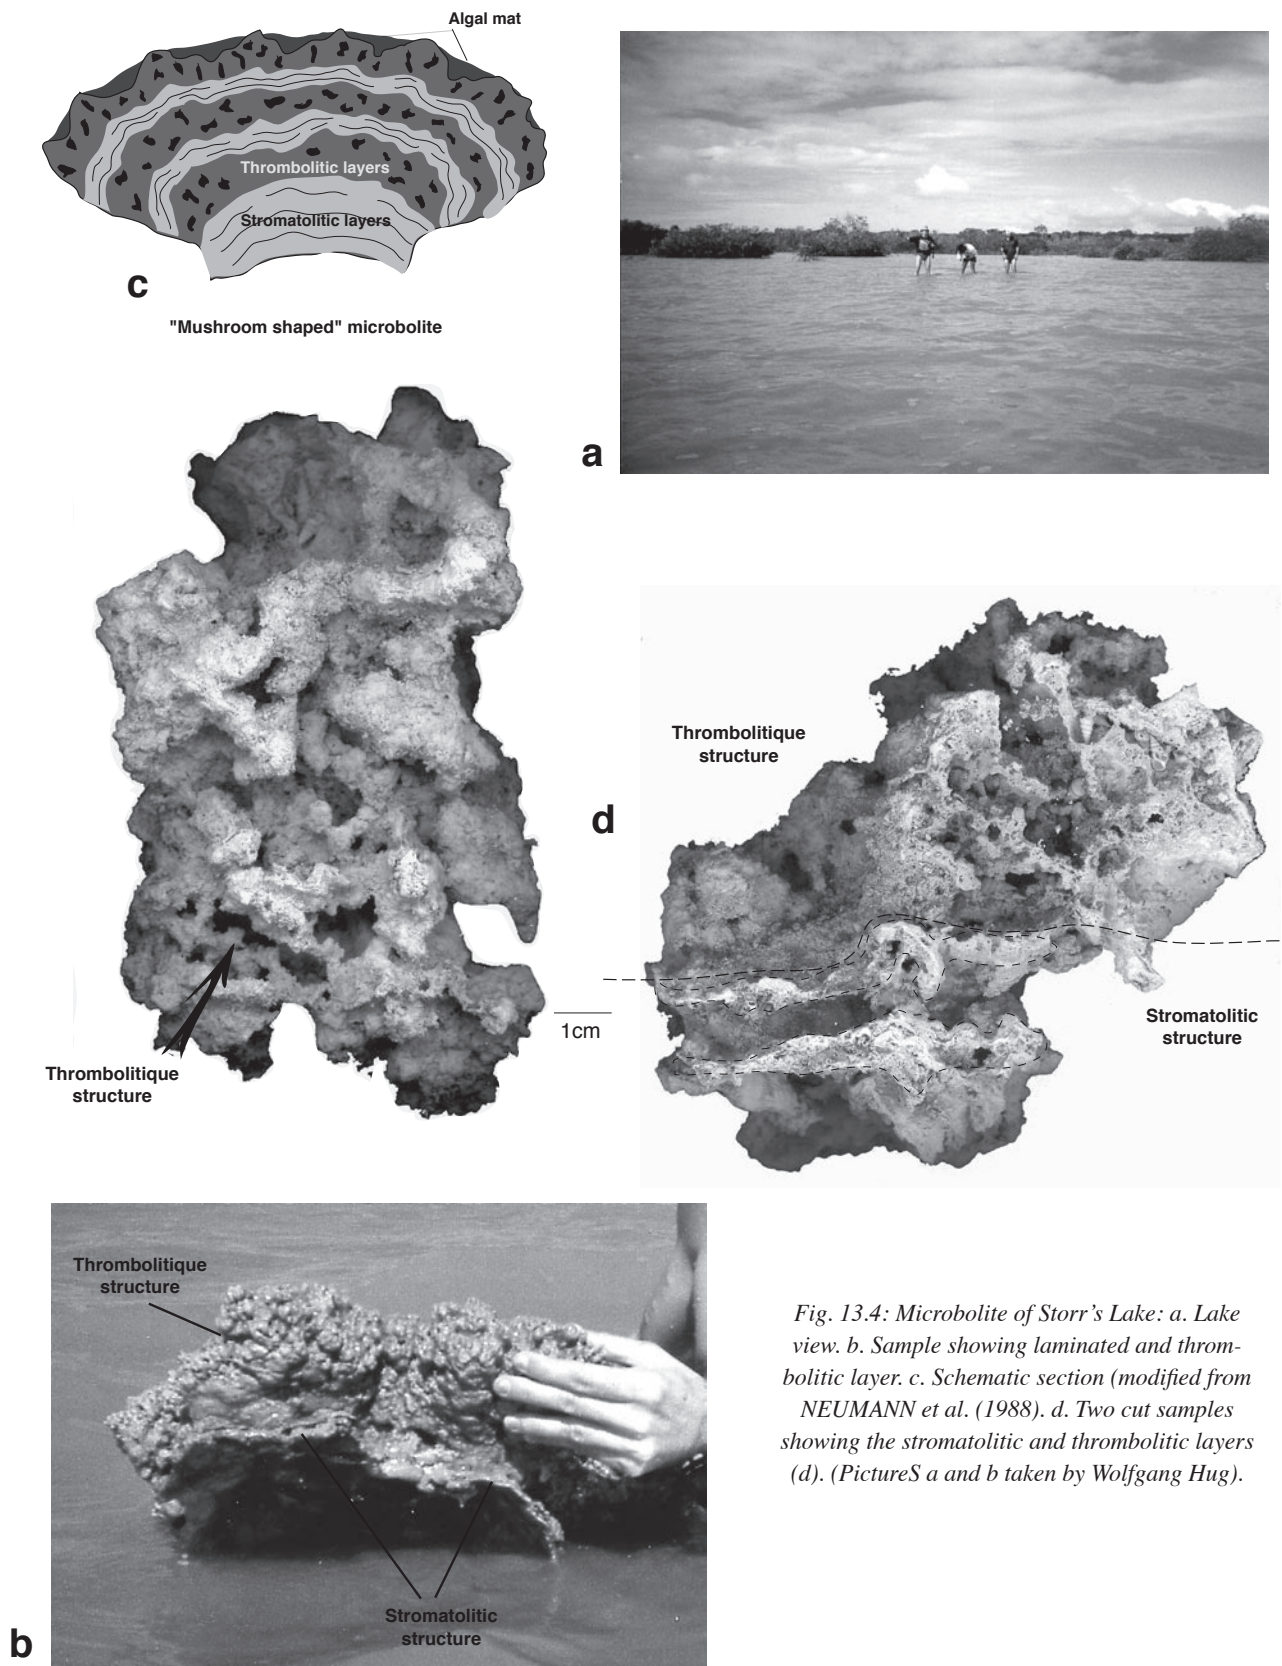 Algal mat
Thrombolitic layers
Stromatolitic layers
c
"Mushroom shaped" microbolite
a
Thrombolitique
structure
d
Stromatolitic
structure
1cm
Thrombolitique
structure
Thrombolitique
structure
Stromatolitic
structure
b
Fig. 13.4: Microbolite of Storr's Lake: a. Lake
view. b. Sample showing laminated and throm-
bolitic layer. c. Schematic section (modified from
NEUMANN et al. (1988). d. Two cut samples
showing the stromatolitic and thrombolitic layers
(d). (PictureS a and b taken by Wolfgang Hug).